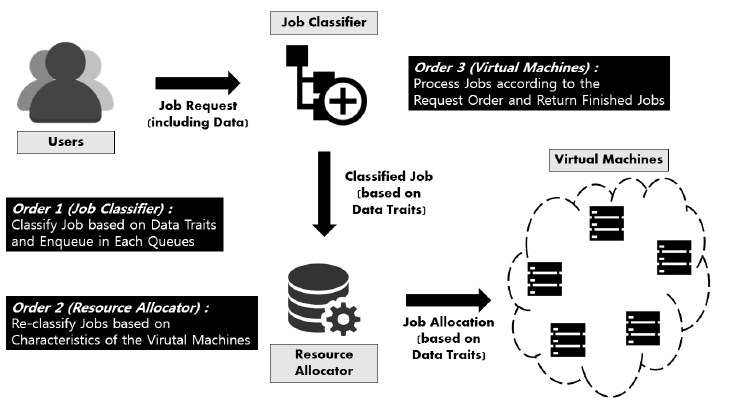 Job Classifier
Order 3 (Virtual Machines) :
Process Jobs according to the
Request Order and Return Finished Jobs
Job Request
(including Data)
Users
Virtual Machines
Classified Job
(based on
Data Traits)
Order 1 (Job Classifier) :
Classify Job based on Data Traits
and Enqueue in Each Queues
Order 2 (Resource Allocator) :
Re-classify Jobs based on
Characteristics of the Virutal Machines
Job Allocation
(based on
Data Traits)
Resource
Allocator